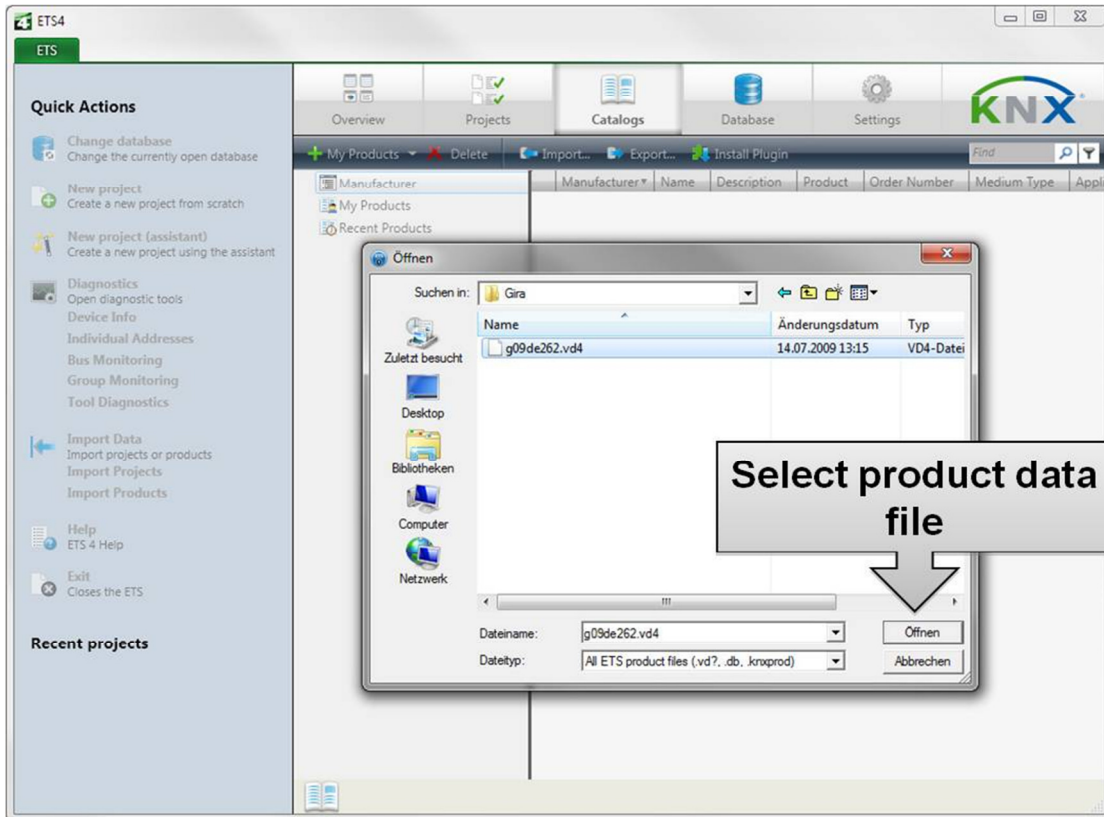 ETS4
ETS
Quick Actions
Change database
Change the currently open database
New project
Create a new project from scratch
New project (assistant)
Create a new project using the assistant
Diagnostics
Open diagnostic tools
Device Info
Individual Addresses
Bus Monitoring
Group Monitoring
Tool Diagnostics
Import Data
Import projects or products
Import Projects
Import Products
Help
ETS 4 Help
Exit
Closes the ETS
Recent projects
Overview Projects Catalogs Database Settings
KNX
My Products Delete Import... Export... Install Plugin Find
Manufacturer
My Products
Recent Products
Manufacturer Name Description Product Order Number Medium Type Appli
Öffnen
Suchen in: Gira
Name Änderungsdatum Typ
g09de262.vd4 14.07.2009 13:15 VD4-Datei
Zuletzt besucht
Desktop
Bibliotheken
Computer
Netzwerk
Dateiname: g09de262.vd4 Öffnen
Dateityp: All ETS product files (.vd?, .db, .knxprod) Abbrechen
Select product data
file